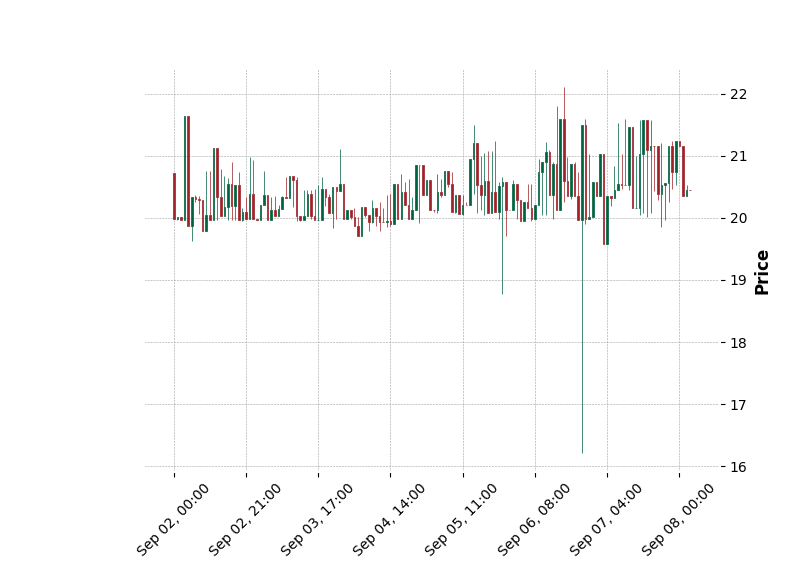 22
21
20
19
18
17
16
Price
Sep 02, 00:00
Sep 02, 21:00
Sep 03, 17:00
Sep 04, 14:00
Sep 05, 11:00
Sep 06, 08:00
Sep 07, 04:00
Sep 08, 00:00